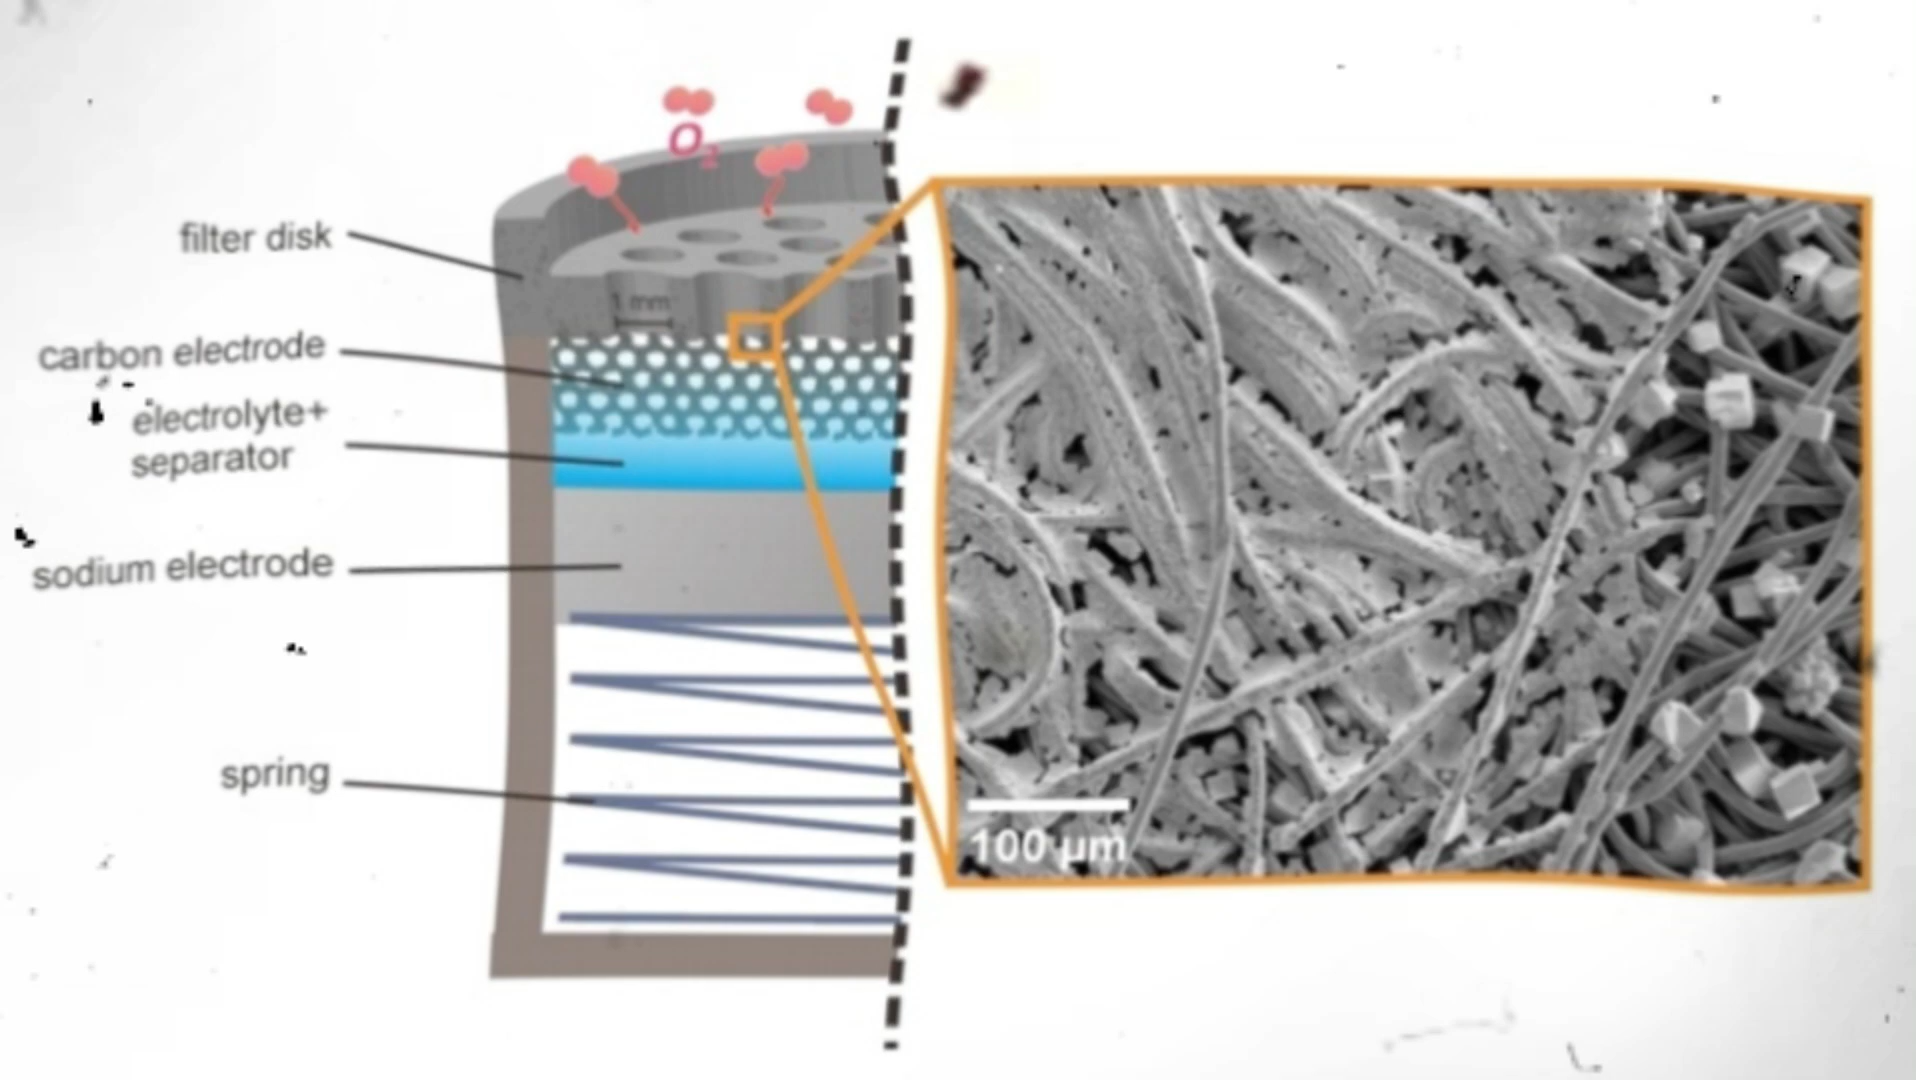 O2
filter disk
1 mm
carbon electrode
electrolyte+
separator
sodium electrode
spring
100 µm